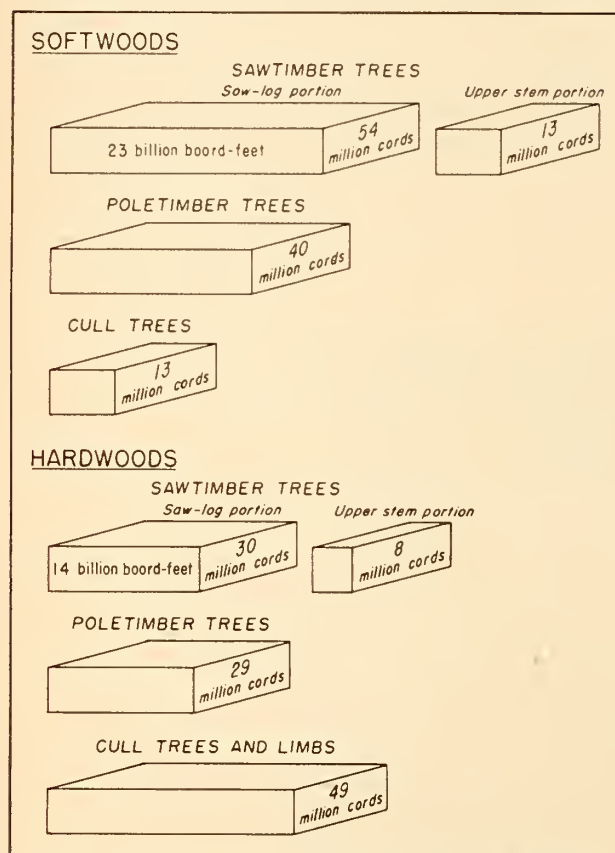 SOFTWOODS
SAWTIMBER TREES
Saw-log portion Upper stem portion
23 billion board-feet
54
million cords
13
million cords
POLETIMBER TREES
40
million cords
CULL TREES
13
million cords
HARDWOODS
SAWTIMBER TREES
Saw-log portion Upper stem portion
14 billion board-feet
30
million cords
8
million cords
POLETIMBER TREES
29
million cords
CULL TREES AND LIMBS
49
million cords